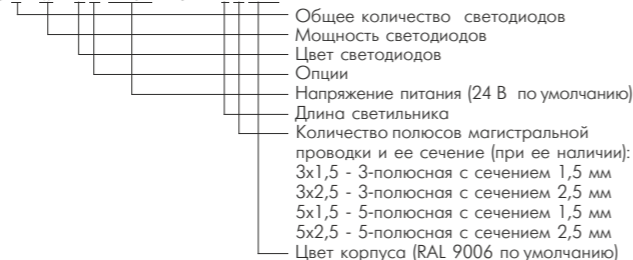 Общее количество светодиодов
Мощность светодиодов
Цвет светодиодов
Опции
Напряжение питания (24 В по умолчанию)
Длина светильника
Количество полюсов магистральной
проводки и ее сечение (при ее наличии):
3х1,5 - 3-полюсная с сечением 1,5 мм
3х2,5 - 3-полюсная с сечением 2,5 мм
5х1,5 - 5-полюсная с сечением 1,5 мм
5х2,5 - 5-полюсная с сечением 2,5 мм
Цвет корпуса (RAL 9006 по умолчанию)